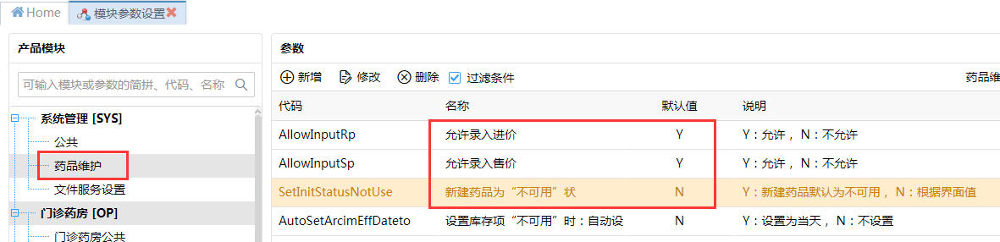 Home
模块参数设置
产品模块
可输入模块或参数的简拼、代码、名称
系统管理 [SYS]
公共
药品维护
文件服务设置
门诊药房 [OP]
门诊药房公共
参数
新增 修改 删除 过滤条件 药品维
代码 名称 默认值 说明
AllowInputRp 允许录入进价 Y Y：允许 ，N：不允许
AllowInputSp 允许录入售价 Y Y：允许 ，N：不允许
SetInitStatusNotUse 新建药品为“不可用”状 N Y：新建药品默认为不可用 ，N：根据界面值
AutoSetArcimEffDateto 设置库存项“不可用”时：自动设 N Y：设置为当天 ，N：不设置